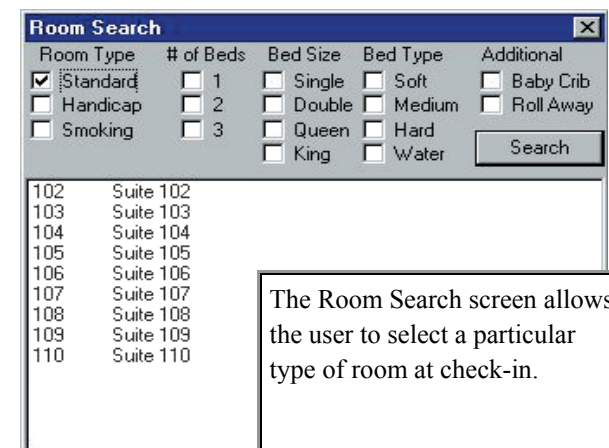 Room Search
Room Type # of Beds Bed Size Bed Type Additional
Standard 1 Single Soft Baby Crib
Handicap 2 Double Medium Roll Away
Smoking 3 Queen Hard
King Water Search
102 Suite 102
103 Suite 103
104 Suite 104
105 Suite 105
106 Suite 106
107 Suite 107
108 Suite 108
109 Suite 109
110 Suite 110
The Room Search screen allows
the user to select a particular
type of room at check-in.